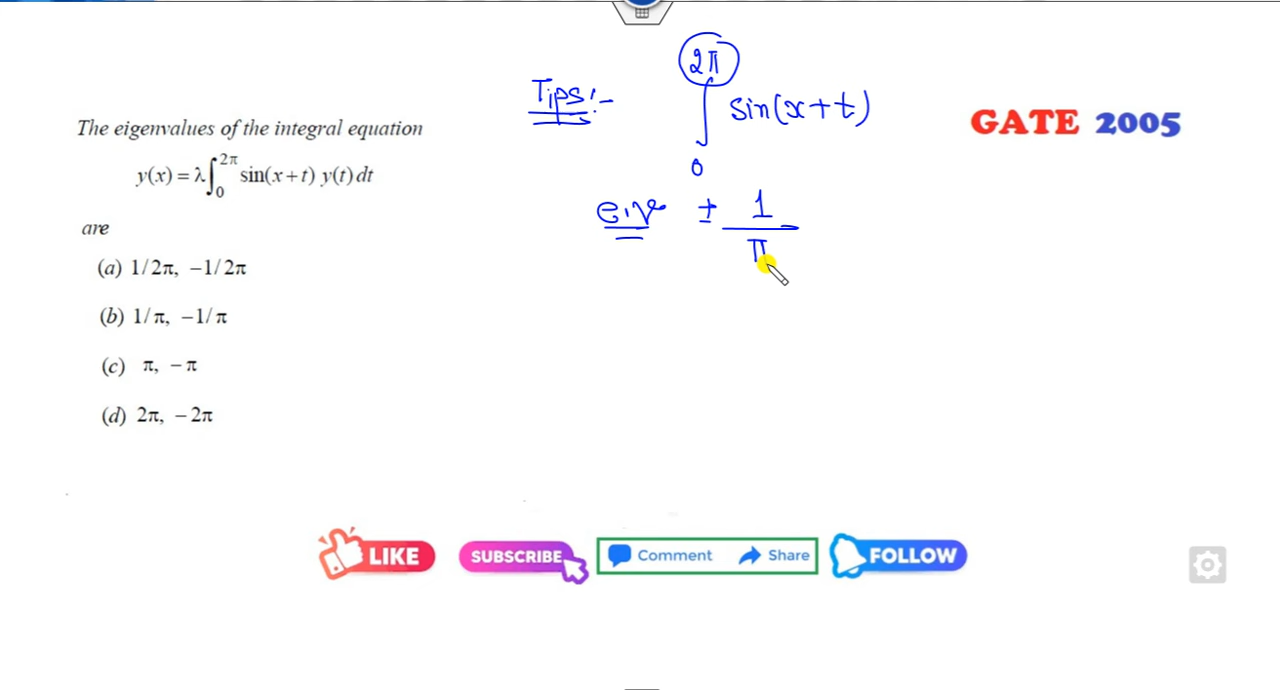 The eigenvalues of the integral equation
y(x) = λ∫₀^2π sin(x+t) y(t) dt
are
(a) 1/2π, −1/2π
(b) 1/π, −1/π
(c) π, −π
(d) 2π, −2π
Tips:-
∫₀^2π sin(x+t)
e.v ± 1/π
GATE 2005
LIKE
SUBSCRIBE
Comment
Share
FOLLOW